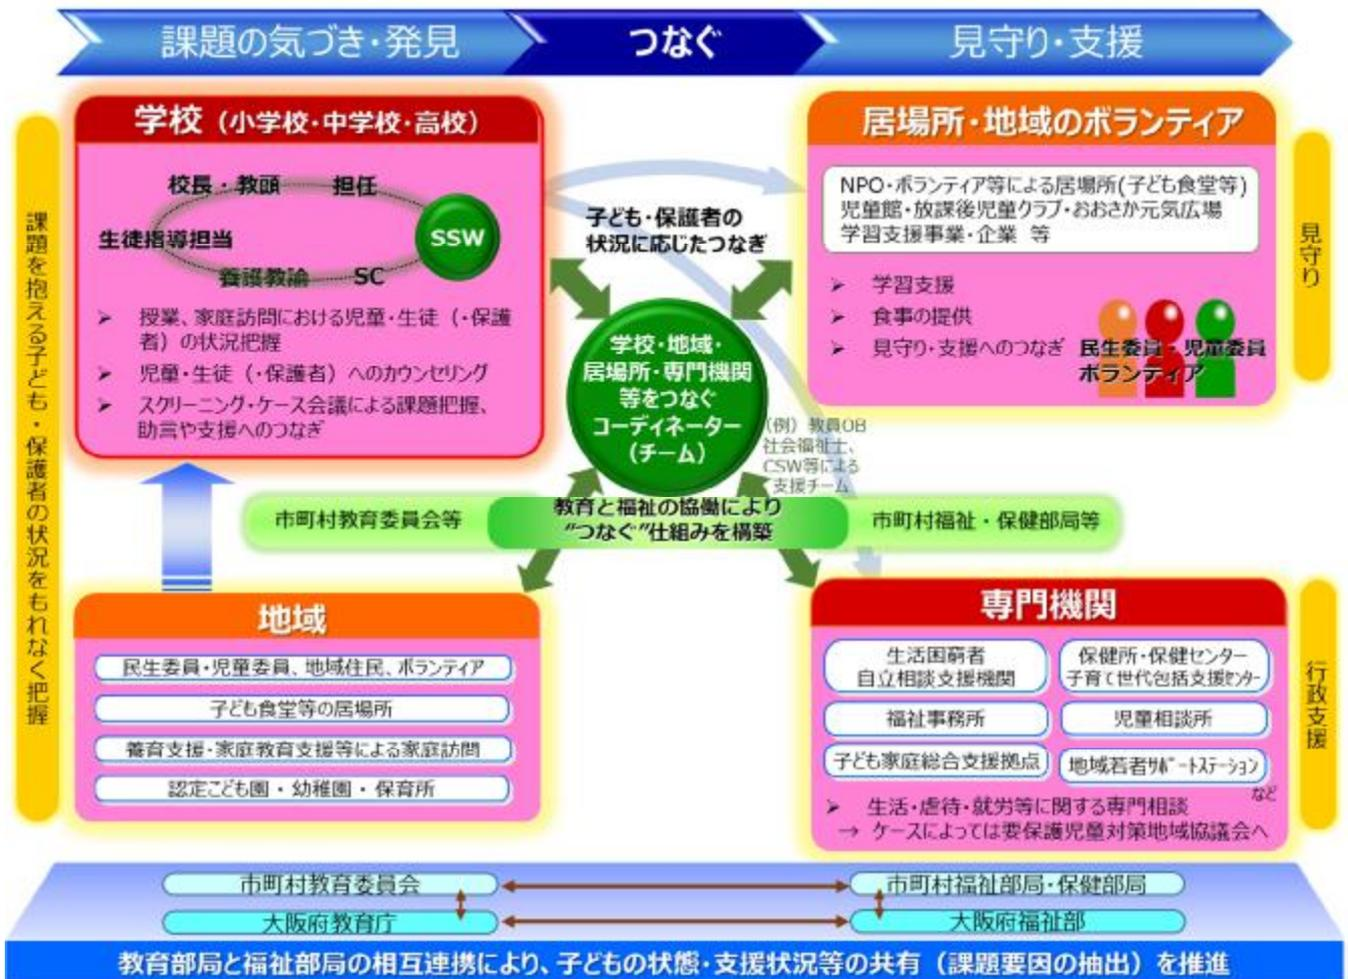 課題の気づき・発見
つなぐ
見守り・支援
課題を抱える子ども・保護者の状況をもれなく把握
学校（小学校・中学校・高校）
校長・教頭
担任
生徒指導担当
SSW
養護教諭
SC
➢ 授業、家庭訪問における児童・生徒（・保護
者）の状況把握
➢ 児童・生徒（・保護者）へのカウンセリング
➢ スクリーニング・ケース会議による課題把握、
助言や支援へのつなぎ
子ども・保護者の
状況に応じたつなぎ
学校・地域・
居場所・専門機関
等をつなぐ
コーディネーター
（チーム）
（例）教員OB
社会福祉士、
CSW等による
支援チーム
居場所・地域のボランティア
NPO・ボランティア等による居場所(子ども食堂等)
児童館・放課後児童クラブ・おおさか元気広場
学習支援事業・企業 等
➢ 学習支援
➢ 食事の提供
➢ 見守り・支援へのつなぎ
民生委員・児童委員
ボランティア
見守り
市町村教育委員会等
教育と福祉の協働により
“つなぐ”仕組みを構築
市町村福祉・保健部局等
地域
民生委員・児童委員、地域住民、ボランティア
子ども食堂等の居場所
養育支援・家庭教育支援等による家庭訪問
認定こども園・幼稚園・保育所
専門機関
生活困窮者
自立相談支援機関
保健所・保健センター
子育て世代包括支援ｾﾝﾀｰ
福祉事務所
児童相談所
子ども家庭総合支援拠点
地域若者ｻﾎﾟｰﾄｽﾃｰｼｮﾝ
など
➢ 生活・虐待・就労等に関する専門相談
→ ケースによっては要保護児童対策地域協議会へ
行政支援
市町村教育委員会
市町村福祉部局・保健部局
大阪府教育庁
大阪府福祉部
教育部局と福祉部局の相互連携により、子どもの状態・支援状況等の共有（課題要因の抽出）を推進